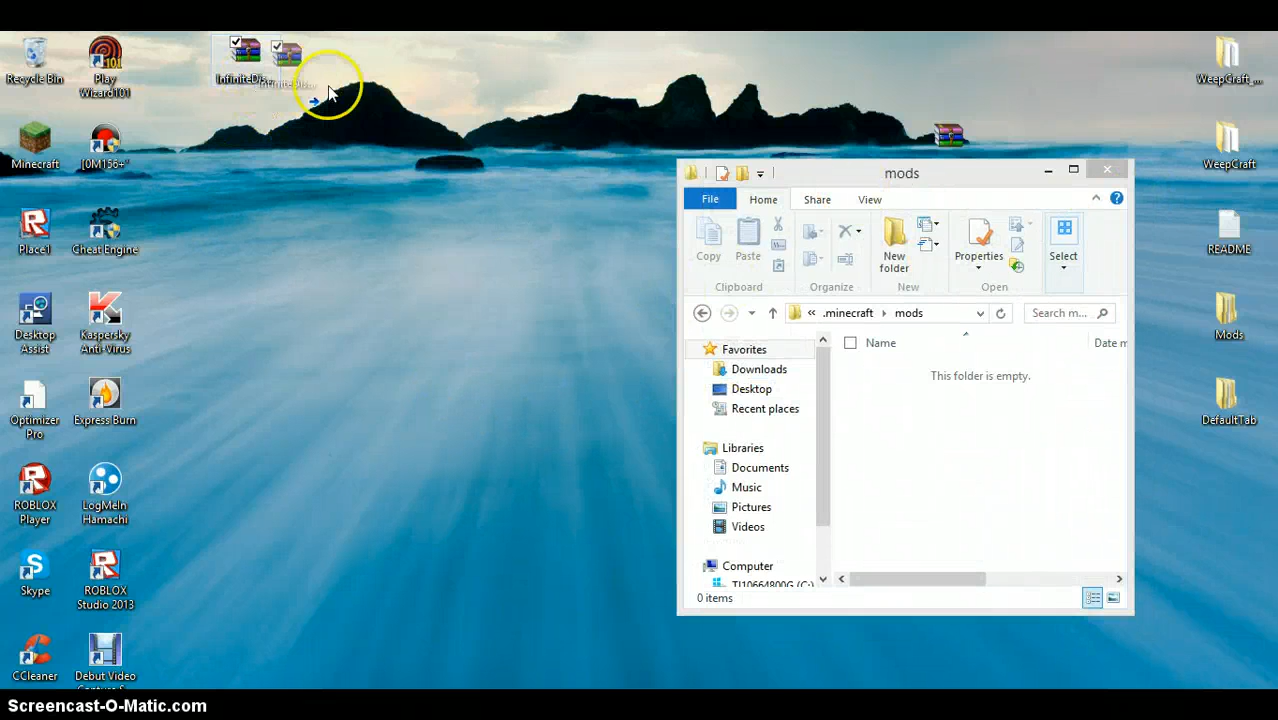 Recycle Bin
Play
Wizard101
InfiniteDis...
WeepCraft_...
Minecraft
[0M156+"
WeepCraft
Place1
Cheat Engine
README
Desktop
Assist
Kaspersky
Anti-Virus
Mods
Optimizer
Pro
Express Burn
DefaultTab
ROBLOX
Player
LogMeIn
Hamachi
Skype
ROBLOX
Studio 2013
CCleaner
Debut Video
mods
File Home Share View
Copy Paste New
folder Properties Select
Clipboard Organize New Open
« .minecraft mods Search m...
Favorites
Downloads
Desktop
Recent places
Libraries
Documents
Music
Pictures
Videos
Computer
TI10664800G (C:)
Name Date m
This folder is empty.
0 items
Screencast-O-Matic.com